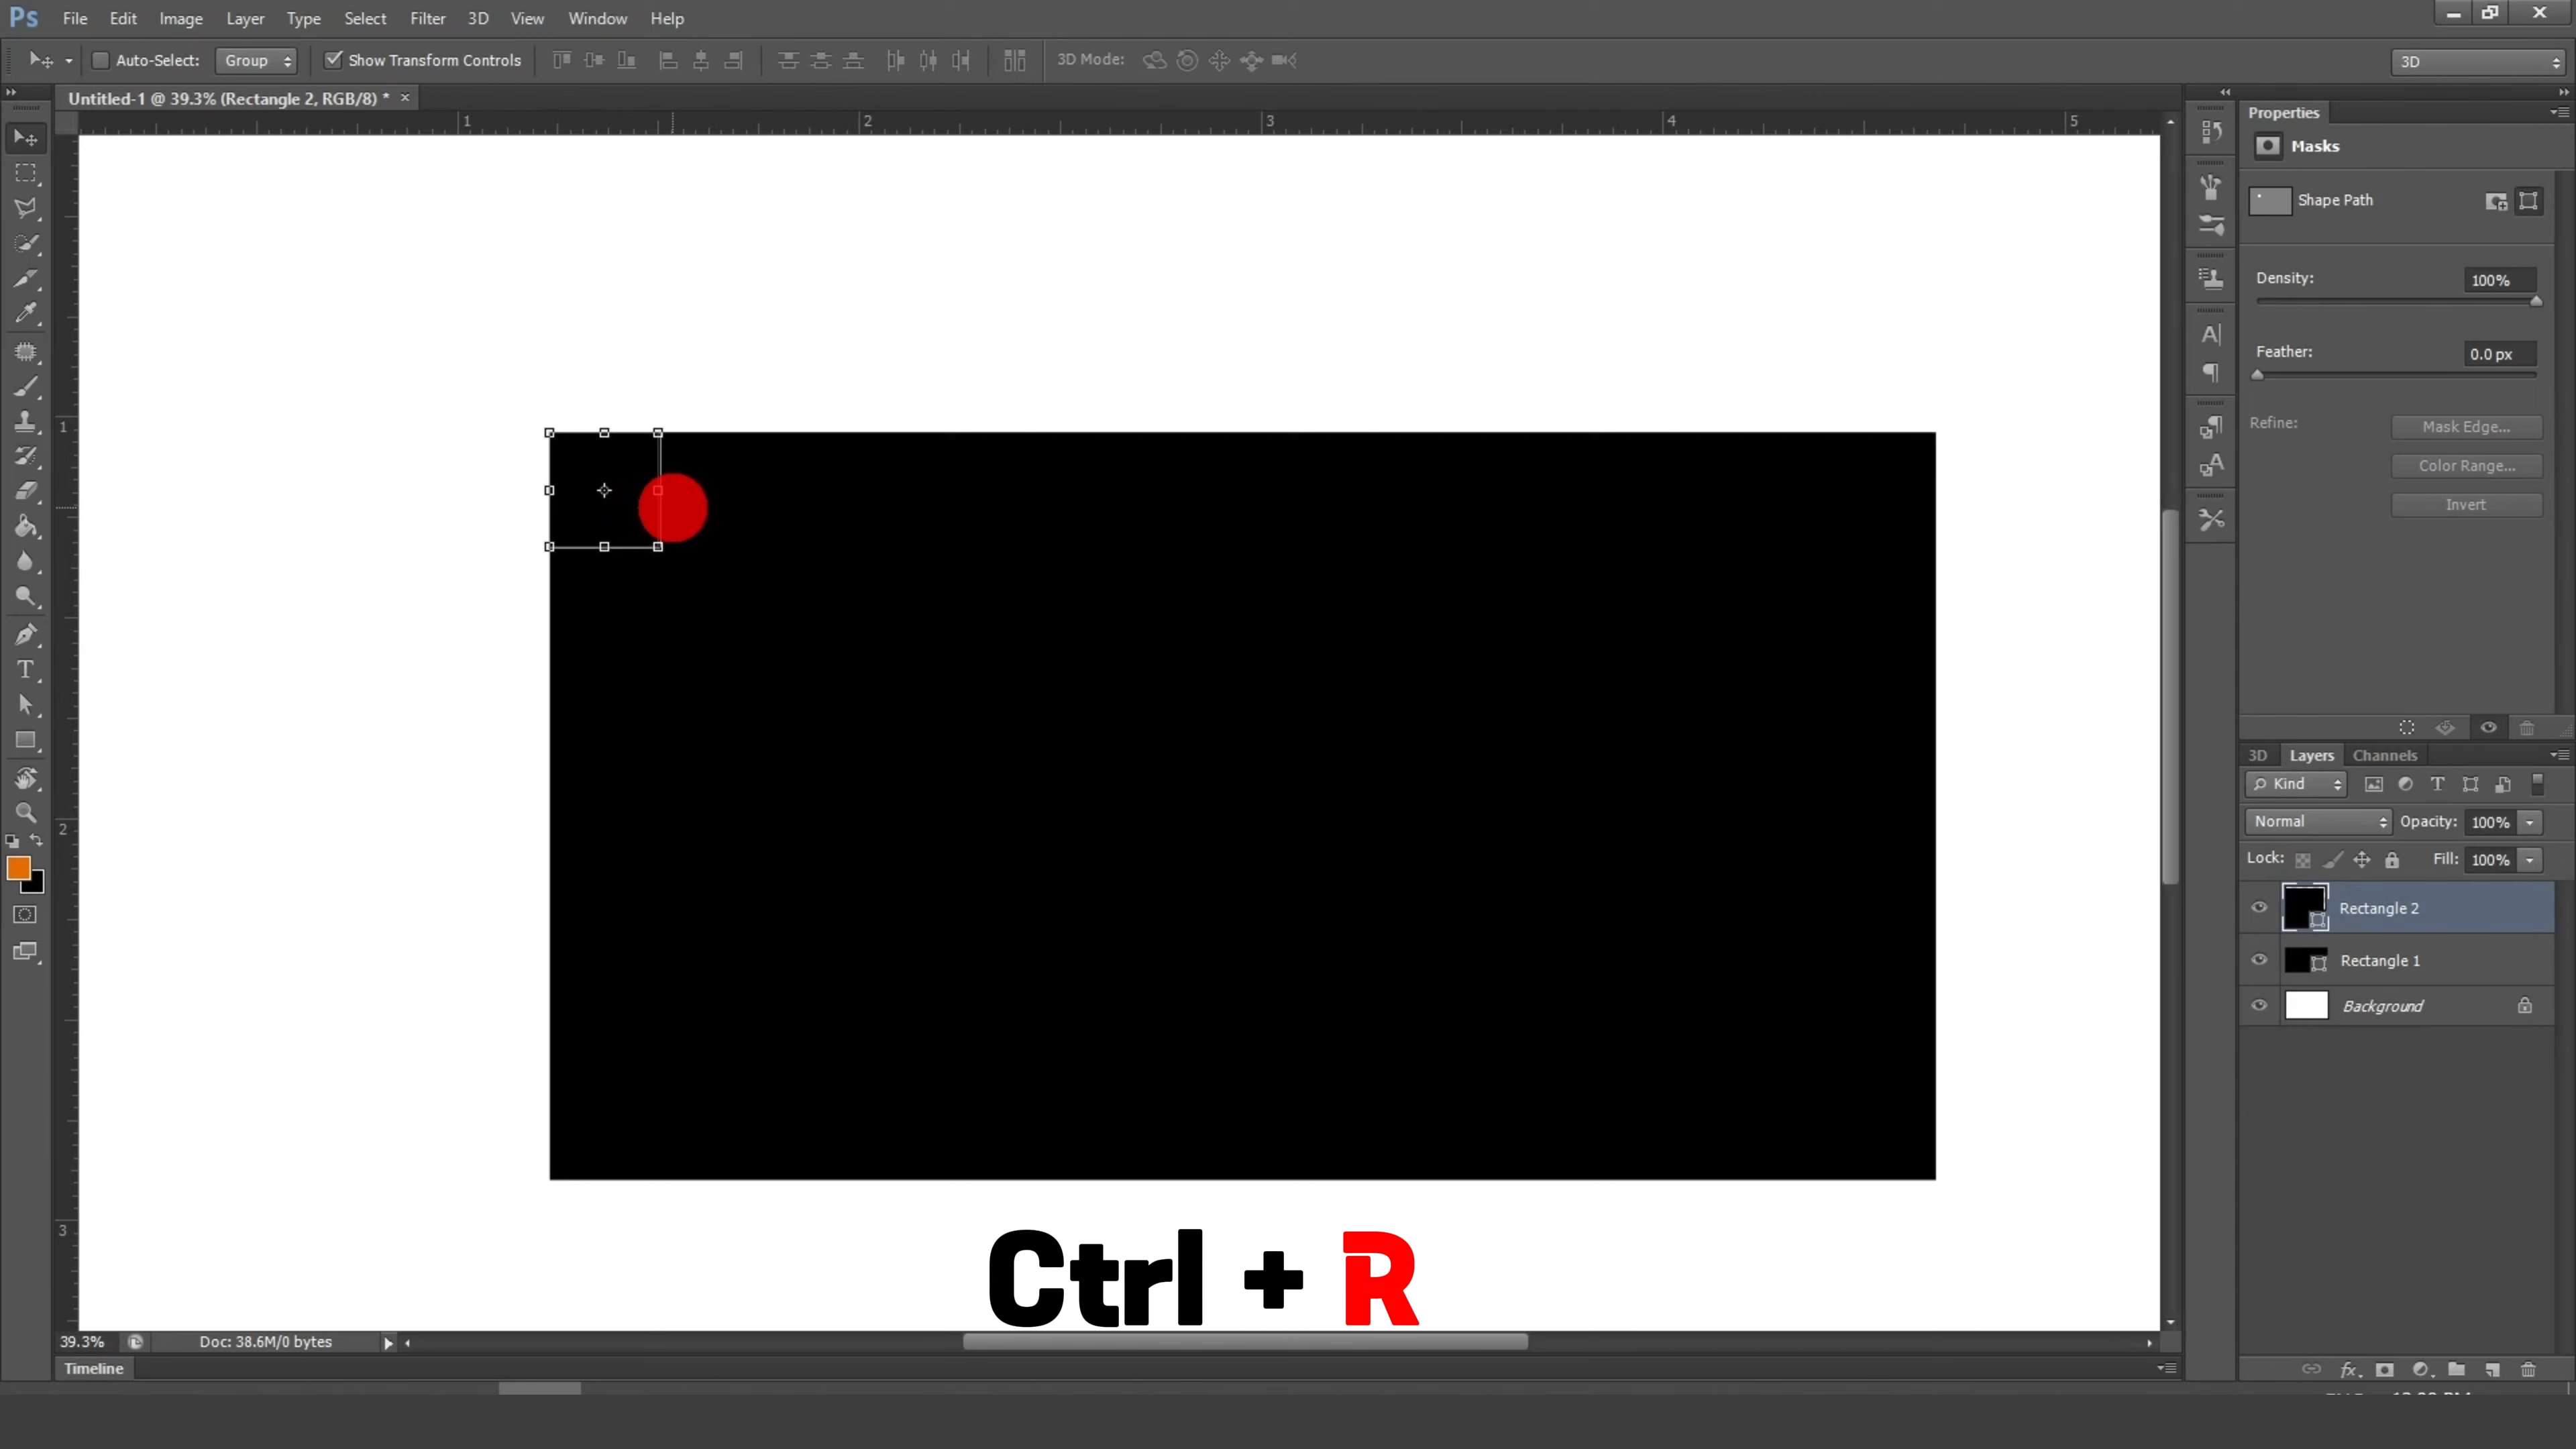 Ps File Edit Image Layer Type Select Filter 3D View Window Help
Auto-Select: Group Show Transform Controls 3D Mode: 3D
Untitled-1 @ 39.3% (Rectangle 2, RGB/8) * ×
1 2 3 4 5
Properties
Masks
Shape Path
Density: 100%
Feather: 0.0 px
Refine: Mask Edge...
Color Range...
Invert
1
2
3
3D Layers Channels
Kind
Normal Opacity: 100%
Lock: Fill: 100%
Rectangle 2
Rectangle 1
Background
Ctrl + R
39.3% Doc: 38.6M/0 bytes
Timeline